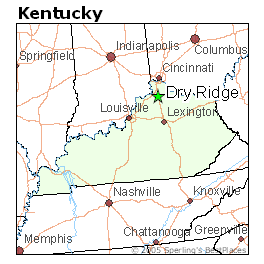 Kentucky
Indianapolis
Columbus
Springfield
Cincinnati
Dry Ridge
Louisville
Lexington
Nashville
Knoxville
Memphis
Chattanooga
Greenville
© 2005 Sperling's BestPlaces